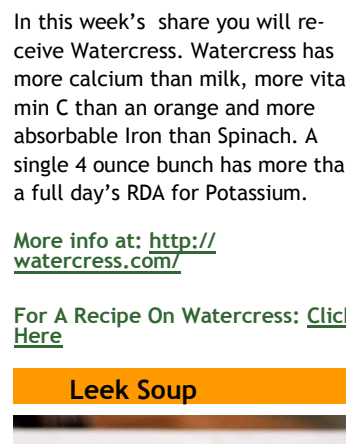 In this week's  share you will re-
ceive Watercress. Watercress has
more calcium than milk, more vita
min C than an orange and more
absorbable Iron than Spinach. A
single 4 ounce bunch has more tha
a full day's RDA for Potassium.
More info at: http://
watercress.com/
For A Recipe On Watercress: Clic
Here
Leek Soup